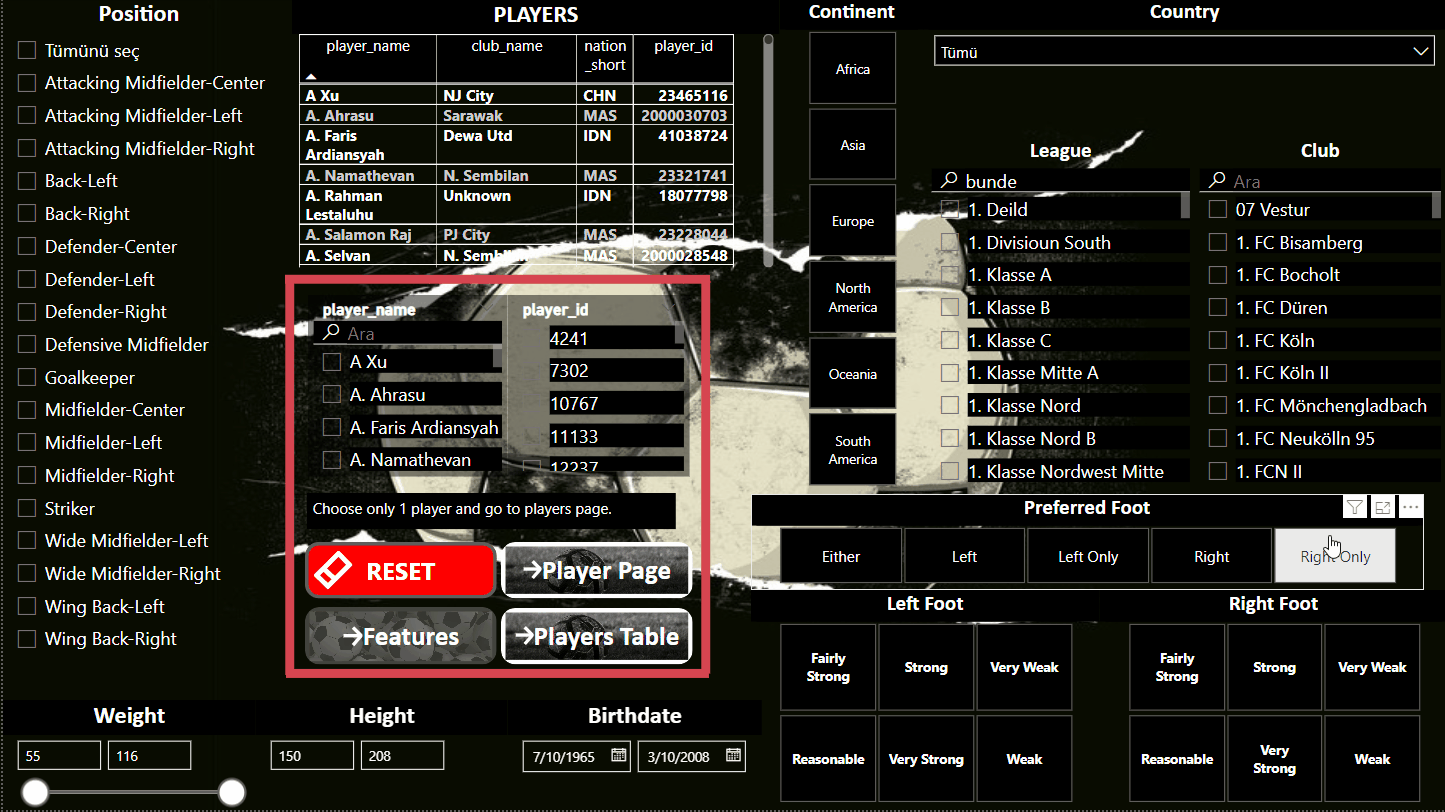 Position
Tümünü seç
Attacking Midfielder-Center
Attacking Midfielder-Left
Attacking Midfielder-Right
Back-Left
Back-Right
Defender-Center
Defender-Left
Defender-Right
Defensive Midfielder
Goalkeeper
Midfielder-Center
Midfielder-Left
Midfielder-Right
Striker
Wide Midfielder-Left
Wide Midfielder-Right
Wing Back-Left
Wing Back-Right
PLAYERS
player_name club_name nation_short player_id
A Xu NJ City CHN 23465116
A. Ahrasu Sarawak MAS 2000030703
A. Faris Ardiansyah Dewa Utd IDN 41038724
A. Namathevan N. Sembilan MAS 23321741
A. Rahman Lestaluhu Unknown IDN 18077798
A. Salamon Raj PJ City MAS 23228044
A. Selvan N. Sembilan MAS 2000028548
player_name
Ara
A Xu
A. Ahrasu
A. Faris Ardiansyah
A. Namathevan
player_id
4241
7302
10767
11133
12237
Choose only 1 player and go to players page.
RESET
→Player Page
→Features
→Players Table
Continent
Africa
Asia
Europe
North
America
Oceania
South
America
Country
Tümü
League
bunde
1. Deild
1. Divisioun South
1. Klasse A
1. Klasse B
1. Klasse C
1. Klasse Mitte A
1. Klasse Nord
1. Klasse Nord B
1. Klasse Nordwest Mitte
Club
Ara
07 Vestur
1. FC Bisamberg
1. FC Bocholt
1. FC Düren
1. FC Köln
1. FC Köln II
1. FC Mönchengladbach
1. FC Neukölln 95
1. FCN II
Preferred Foot
Either
Left
Left Only
Right
Right Only
Left Foot
Fairly
Strong
Strong
Very Weak
Reasonable
Very Strong
Weak
Right Foot
Fairly
Strong
Strong
Very Weak
Reasonable
Very
Strong
Weak
Weight
55 116
Height
150 208
Birthdate
7/10/1965 3/10/2008